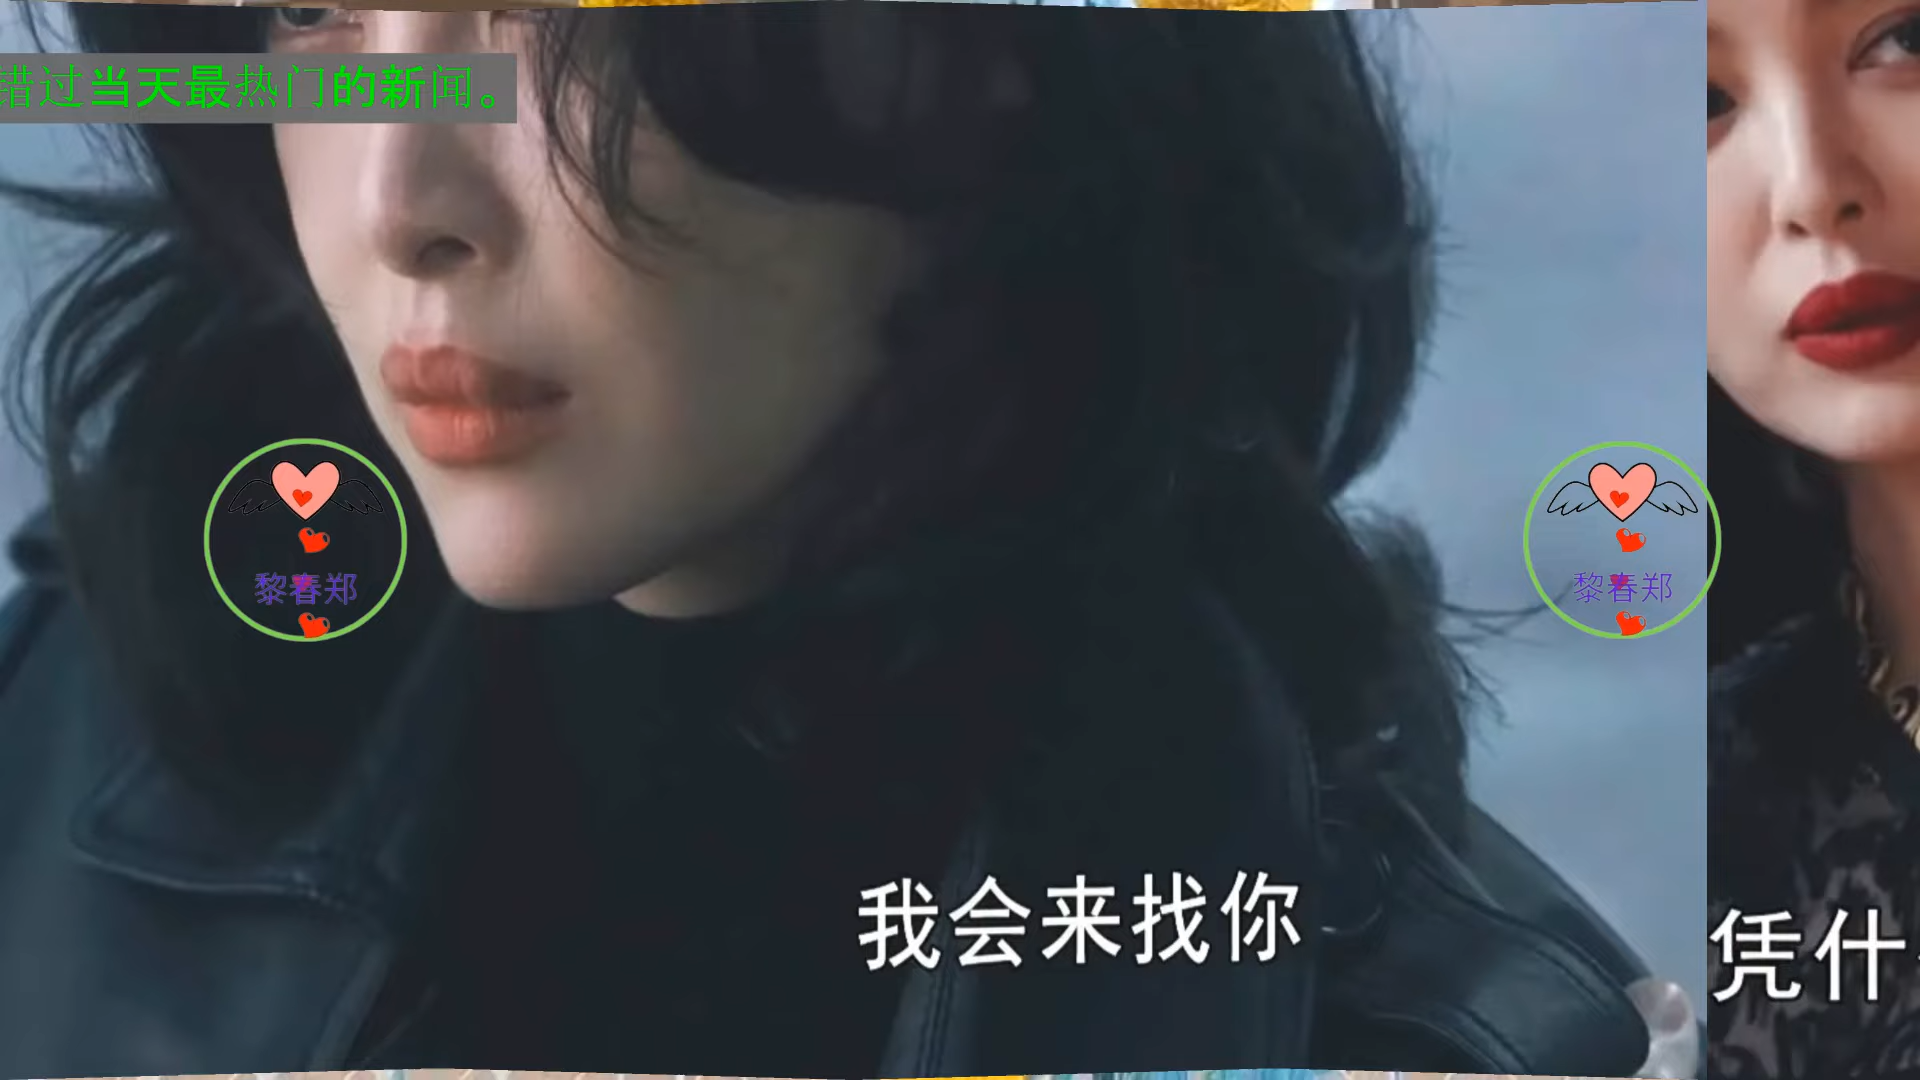 错过当天最热门的新闻。
黎春郑
黎春郑
我会来找你
凭什